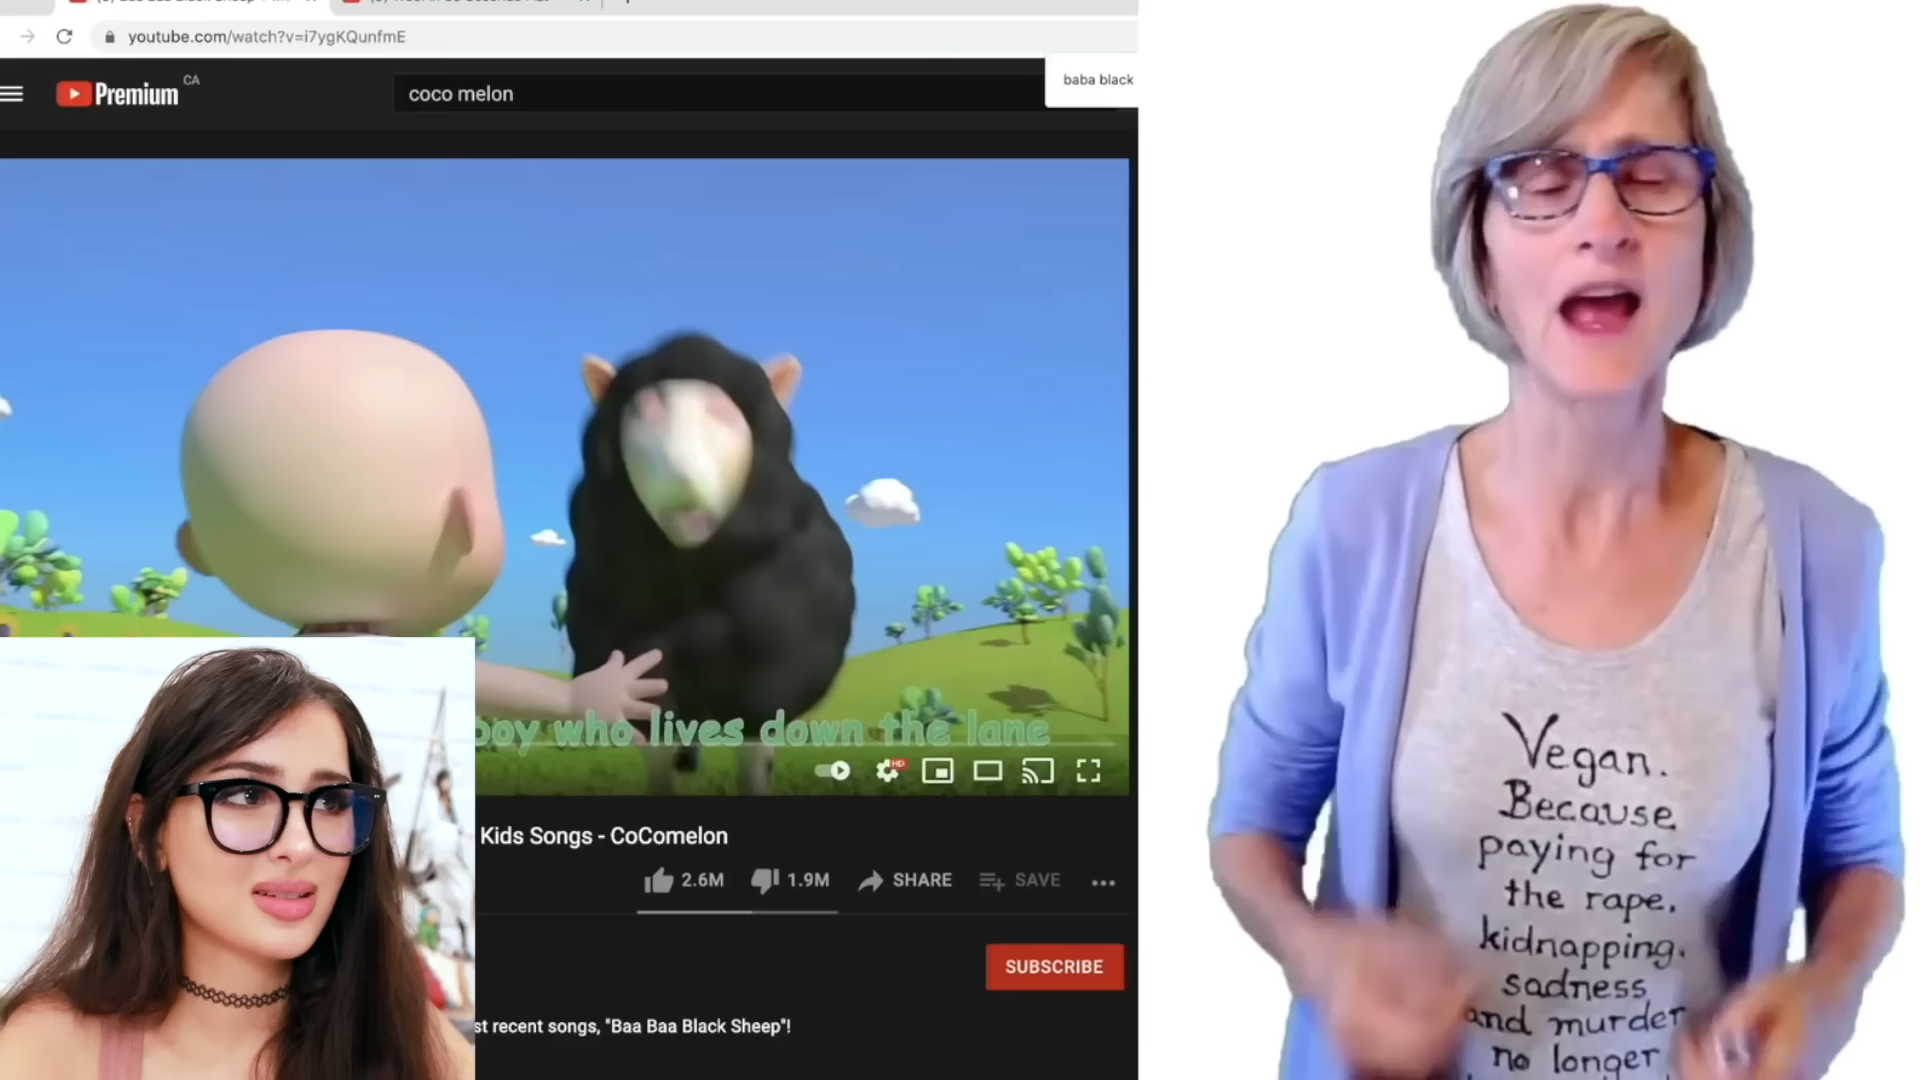 youtube.com/watch?v=i7ygKQunfmE
Premium CA
coco melon
baba black
boy who lives down the lane
HD
Kids Songs - CoComelon
2.6M 1.9M SHARE SAVE
SUBSCRIBE
st recent songs, "Baa Baa Black Sheep"!
Vegan.
Because
paying for
the rape,
kidnapping,
sadness
and murder
no longer